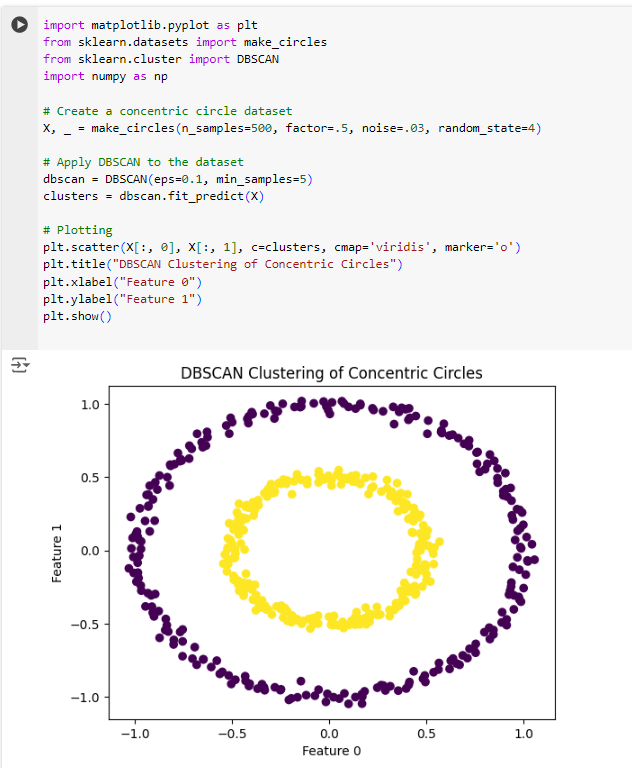 import matplotlib.pyplot as plt
from sklearn.datasets import make_circles
from sklearn.cluster import DBSCAN
import numpy as np
# Create a concentric circle dataset
X, _ = make_circles(n_samples=500, factor=.5, noise=.03, random_state=4)
# Apply DBSCAN to the dataset
dbscan = DBSCAN(eps=0.1, min_samples=5)
clusters = dbscan.fit_predict(X)
# Plotting
plt.scatter(X[:, 0], X[:, 1], c=clusters, cmap='viridis', marker='o')
plt.title("DBSCAN Clustering of Concentric Circles")
plt.xlabel("Feature 0")
plt.ylabel("Feature 1")
plt.show()
DBSCAN Clustering of Concentric Circles
1.0
0.5
0.0
−0.5
−1.0
Feature 1
−1.0 −0.5 0.0 0.5 1.0
Feature 0